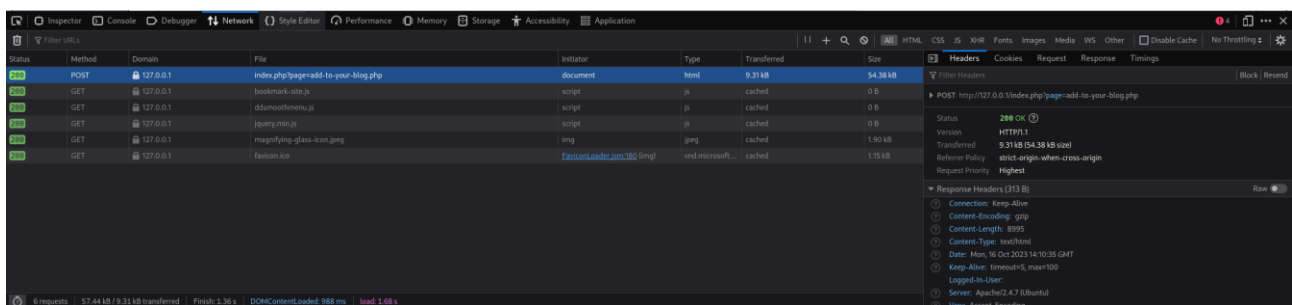 Inspector Console Debugger Network {} Style Editor Performance Memory Storage Accessibility Application 4
Filter URLs All HTML CSS JS XHR Fonts Images Media WS Other Disable Cache No Throttling
Status Method Domain File Initiator Type Transferred Size
200 POST 127.0.0.1 index.php?page=add-to-your-blog.php document html 9.31 kB 54.38 kB
200 GET 127.0.0.1 bookmark-site.js script js cached 0 B
200 GET 127.0.0.1 ddsmoothmenu.js script js cached 0 B
200 GET 127.0.0.1 jquery.min.js script js cached 0 B
200 GET 127.0.0.1 magnifying-glass-icon.jpeg img jpeg cached 1.90 kB
200 GET 127.0.0.1 favicon.ico FaviconLoader.jsm:180 (img) vnd.microsoft... cached 1.15 kB
6 requests 57.44 kB / 9.31 kB transferred Finish: 1.36 s DOMContentLoaded: 988 ms load: 1.68 s
Headers Cookies Request Response Timings
Filter Headers Block Resend
POST http://127.0.0.1/index.php?page=add-to-your-blog.php
Status 200 OK
Version HTTP/1.1
Transferred 9.31 kB (54.38 kB size)
Referrer Policy strict-origin-when-cross-origin
Request Priority Highest
Response Headers (313 B) Raw
Connection: Keep-Alive
Content-Encoding: gzip
Content-Length: 8995
Content-Type: text/html
Date: Mon, 16 Oct 2023 14:10:35 GMT
Keep-Alive: timeout=5, max=100
Logged-In-User:
Server: Apache/2.4.7 (Ubuntu)